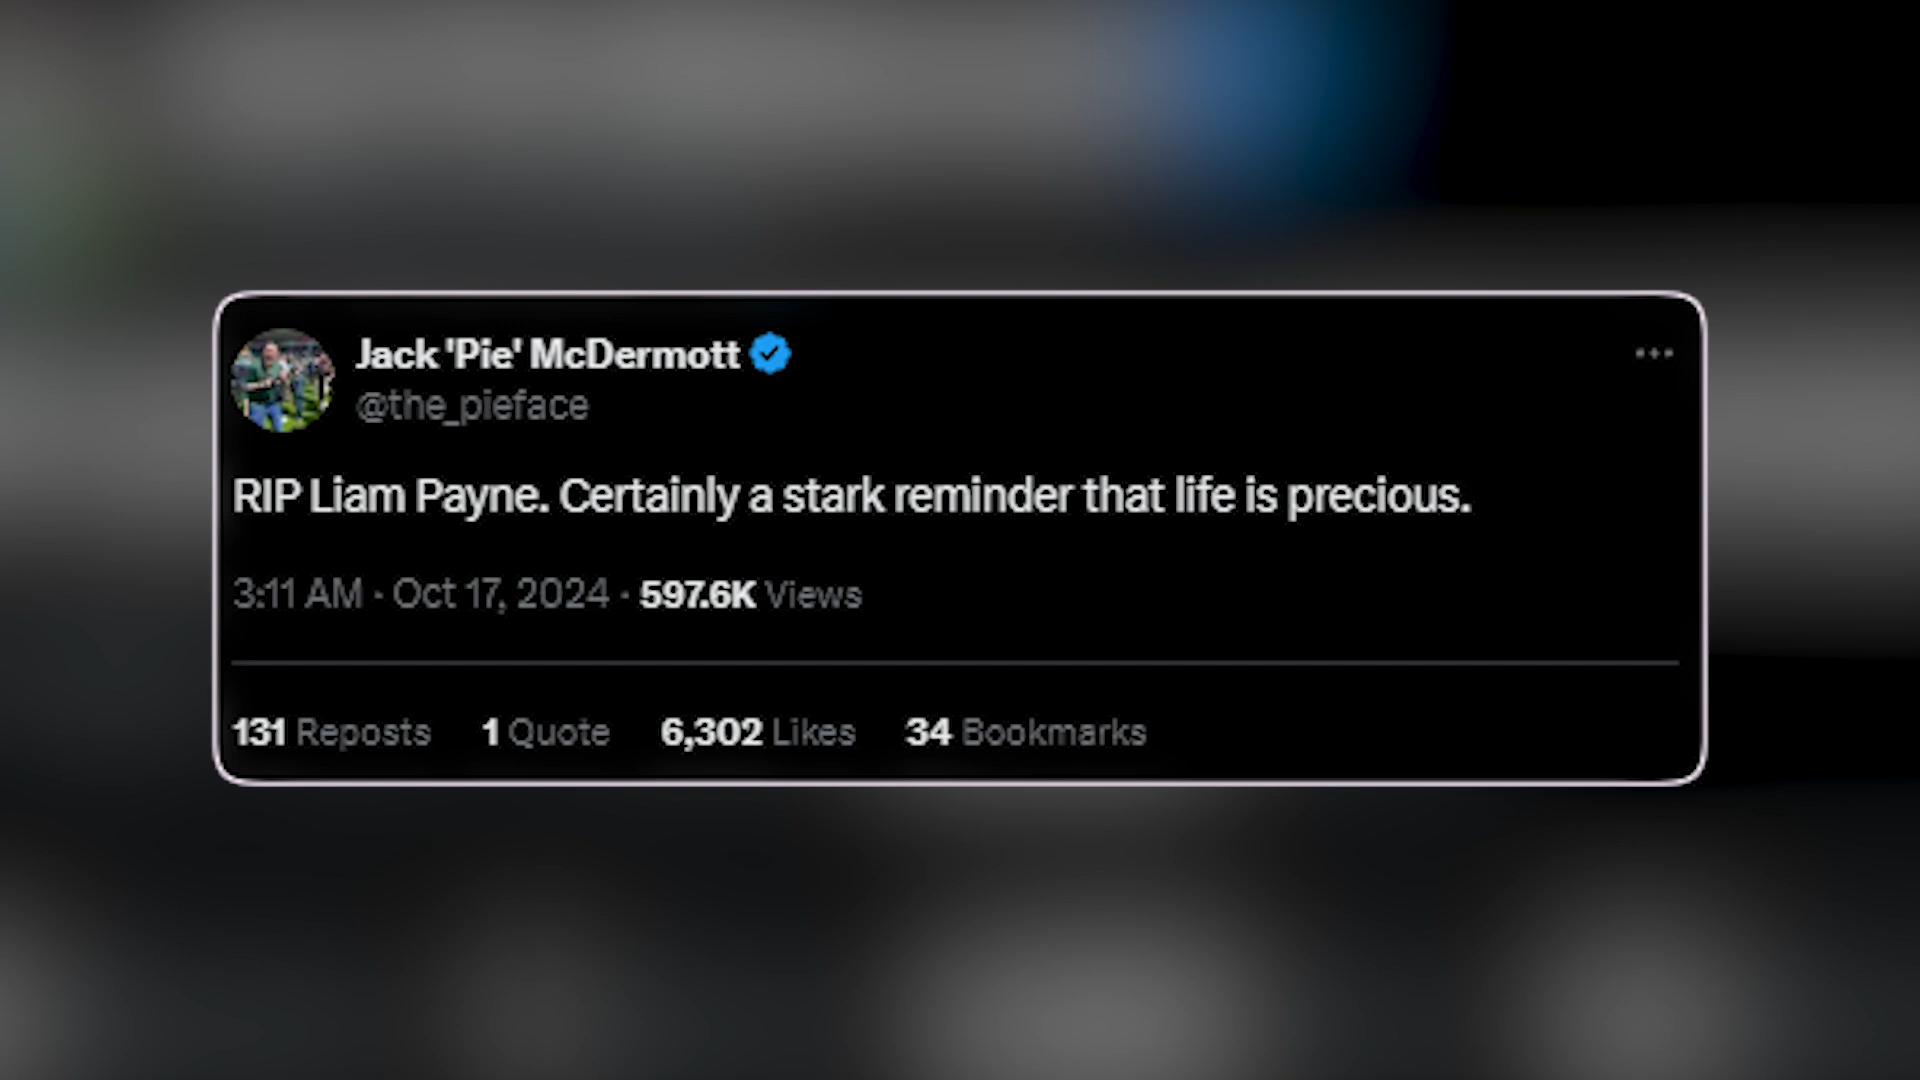 Jack 'Pie' McDermott
@the_pieface
RIP Liam Payne. Certainly a stark reminder that life is precious.
3:11 AM · Oct 17, 2024 · 597.6K Views
131 Reposts 1 Quote 6,302 Likes 34 Bookmarks